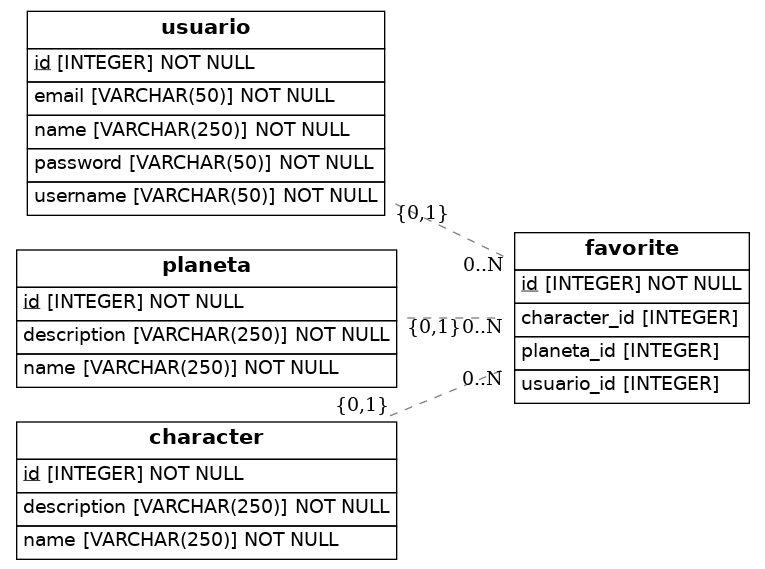 usuario
id [INTEGER] NOT NULL
email [VARCHAR(50)] NOT NULL
name [VARCHAR(250)] NOT NULL
password [VARCHAR(50)] NOT NULL
username [VARCHAR(50)] NOT NULL
{0,1}
0..N
planeta
id [INTEGER] NOT NULL
description [VARCHAR(250)] NOT NULL
name [VARCHAR(250)] NOT NULL
{0,1}
0..N
character
id [INTEGER] NOT NULL
description [VARCHAR(250)] NOT NULL
name [VARCHAR(250)] NOT NULL
{0,1}
0..N
favorite
id [INTEGER] NOT NULL
character_id [INTEGER]
planeta_id [INTEGER]
usuario_id [INTEGER]